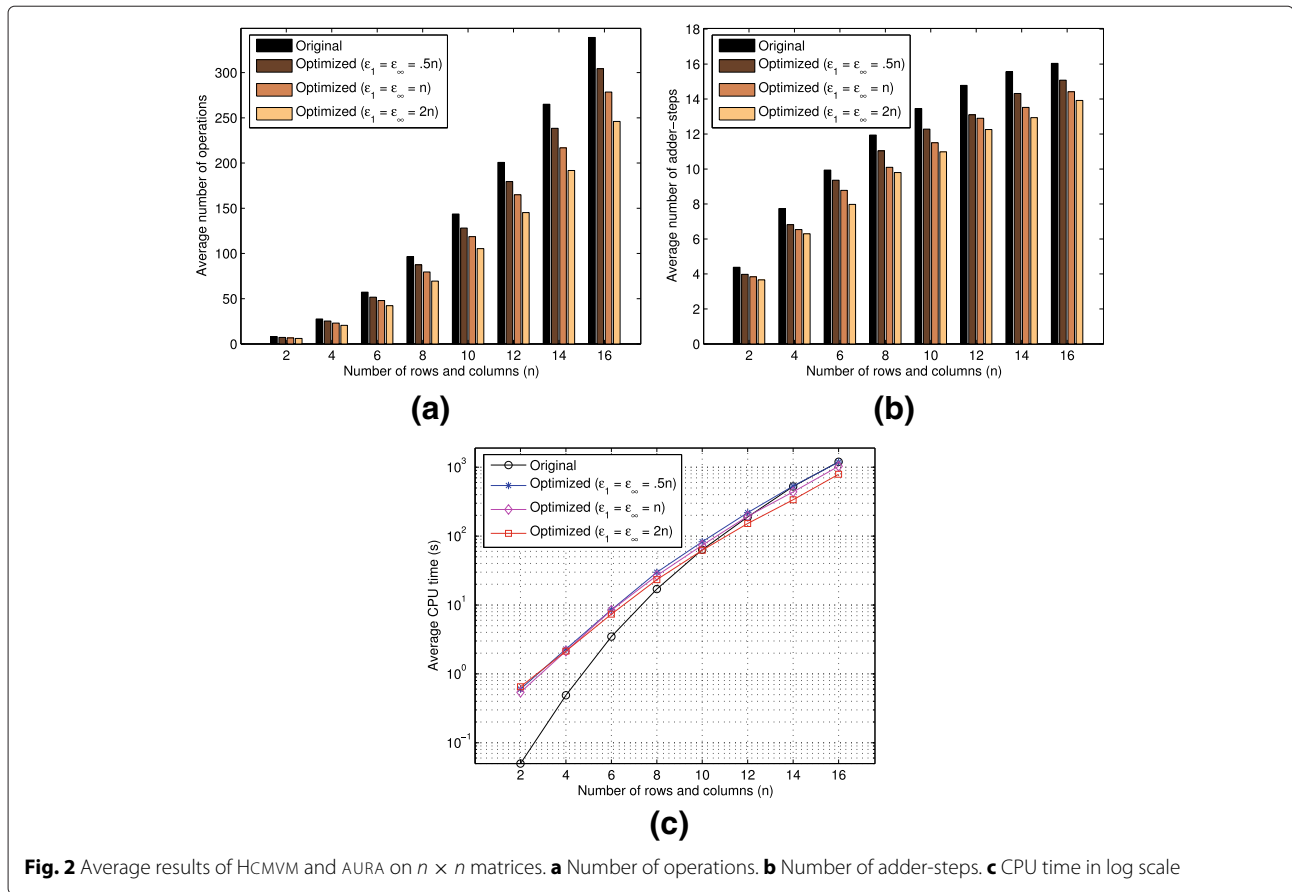 300
250
200
150
100
50
0
Average number of operations
Original
Optimized (ε₁ = ε∞ = .5n)
Optimized (ε₁ = ε∞ = n)
Optimized (ε₁ = ε∞ = 2n)
2 4 6 8 10 12 14 16
Number of rows and columns (n)
(a)
18
16
14
12
10
8
6
4
2
0
Average number of adder−steps
Original
Optimized (ε₁ = ε∞ = .5n)
Optimized (ε₁ = ε∞ = n)
Optimized (ε₁ = ε∞ = 2n)
2 4 6 8 10 12 14 16
Number of rows and columns (n)
(b)
10³
10²
10¹
10⁰
10⁻¹
Average CPU time (s)
Original
Optimized (ε₁ = ε∞ = .5n)
Optimized (ε₁ = ε∞ = n)
Optimized (ε₁ = ε∞ = 2n)
2 4 6 8 10 12 14 16
Number of rows and columns (n)
(c)
Fig. 2 Average results of HCMVM and AURA on n × n matrices. a Number of operations. b Number of adder-steps. c CPU time in log scale